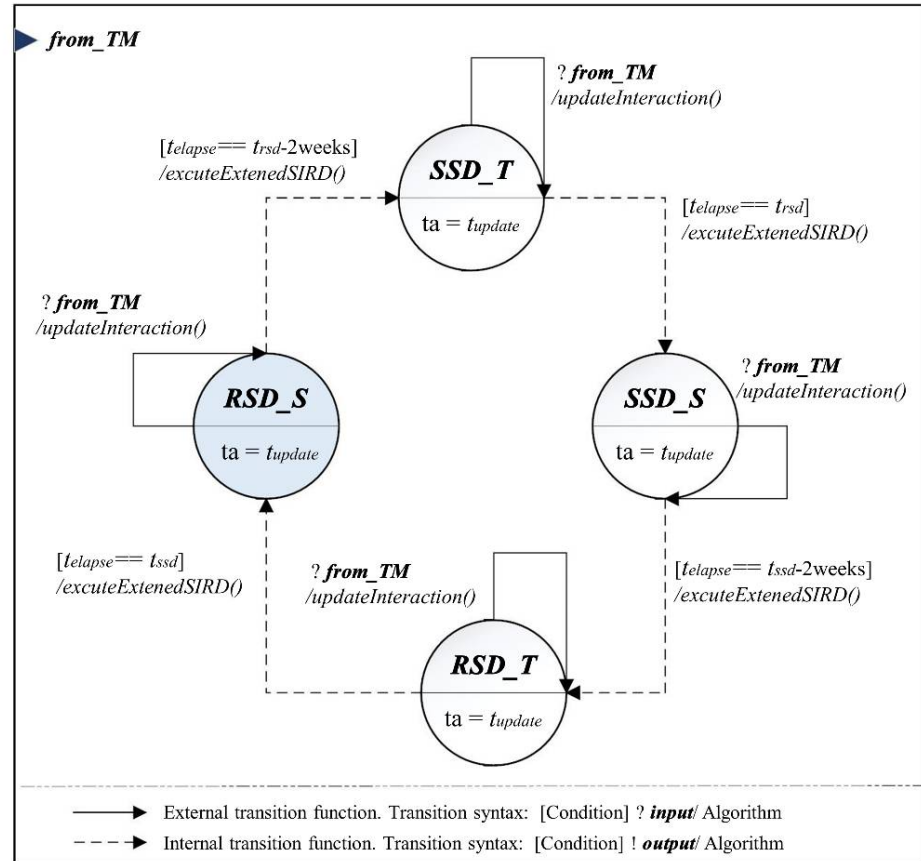 from_TM
? from_TM
/updateInteraction()
[telapse== trsd-2weeks]
/excuteExtenedSIRD()
SSD_T
ta = tupdate
[telapse== trsd]
/excuteExtenedSIRD()
? from_TM
/updateInteraction()
RSD_S
ta = tupdate
? from_TM
/updateInteraction()
SSD_S
ta = tupdate
[telapse== tssd]
/excuteExtenedSIRD()
? from_TM
/updateInteraction()
[telapse== tssd-2weeks]
/excuteExtenedSIRD()
RSD_T
ta = tupdate
External transition function. Transition syntax: [Condition] ? input/ Algorithm
Internal transition function. Transition syntax: [Condition] ! output/ Algorithm